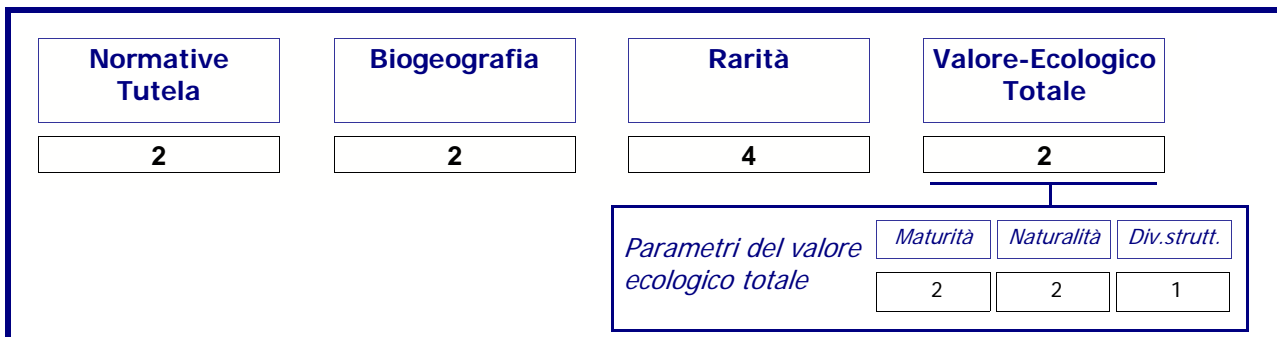 Normative
Tutela
Biogeografia
Rarità
Valore-Ecologico
Totale
2
2
4
2
Parametri del valore
ecologico totale
Maturità
Naturalità
Div.strutt.
2
2
1